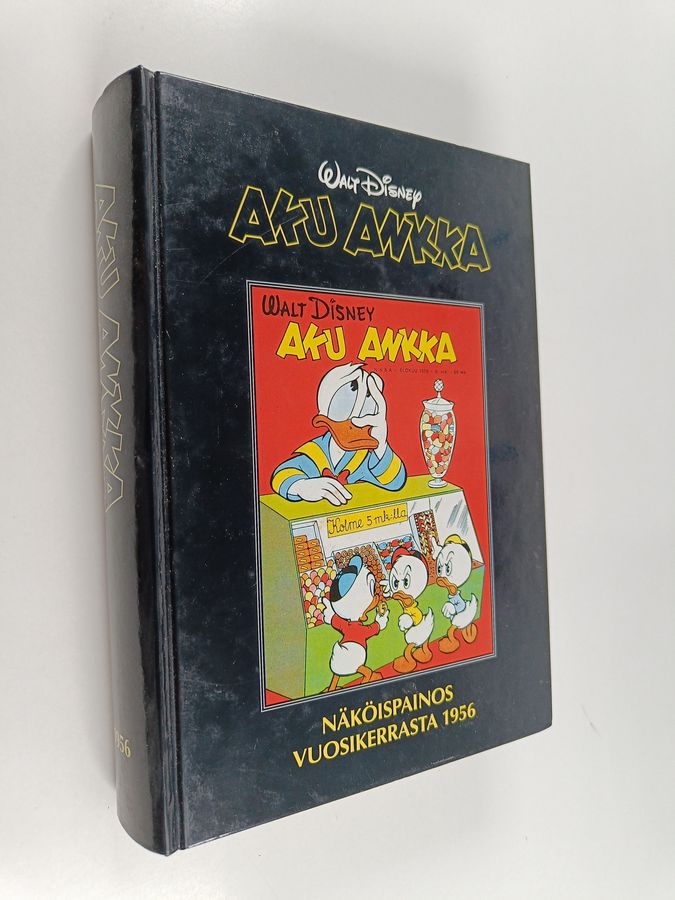 WALT DISNEY
AKU ANKKA
WALT DISNEY
AKU ANKKA
Kolme 5 mk:lla
NÄKÖISPAINOS
VUOSIKERRASTA 1956
AKU ANKKA
1956